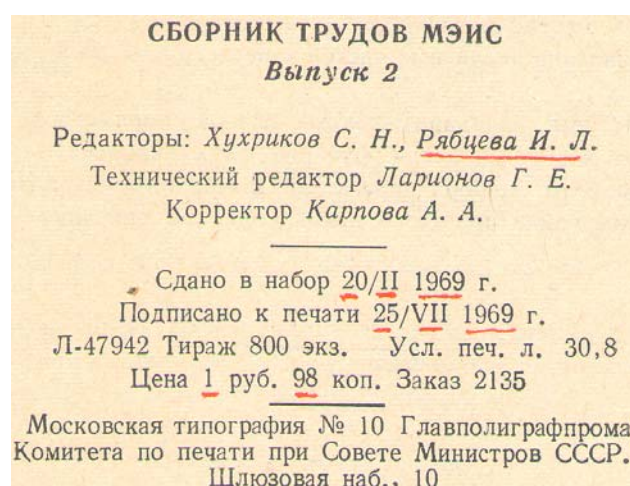 СБОРНИК ТРУДОВ МЭИС
Выпуск 2
Редакторы: Хухриков С. Н., Рябцева И. Л.
Технический редактор Ларионов Г. Е.
Корректор Карпова А. А.
Сдано в набор 20/II 1969 г.
Подписано к печати 25/VII 1969 г.
Л-47942 Тираж 800 экз. Усл. печ. л. 30,8
Цена 1 руб. 98 коп. Заказ 2135
Московская типография № 10 Главполиграфпрома
Комитета по печати при Совете Министров СССР.
Шлюзовая наб., 10